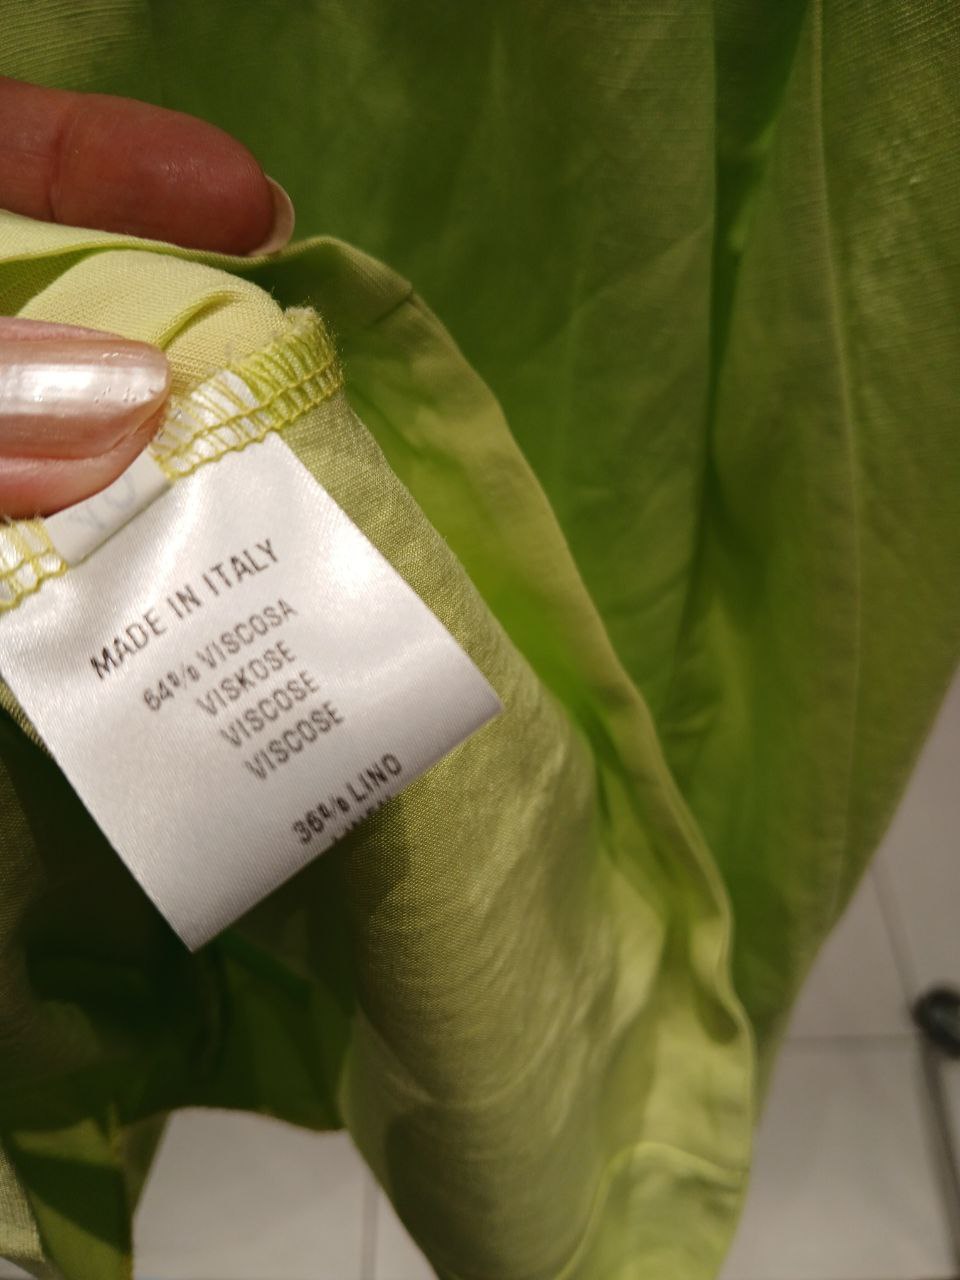 MADE IN ITALY
64% VISCOSA
VISKOSE
VISCOSE
VISCOSE
36% LINO